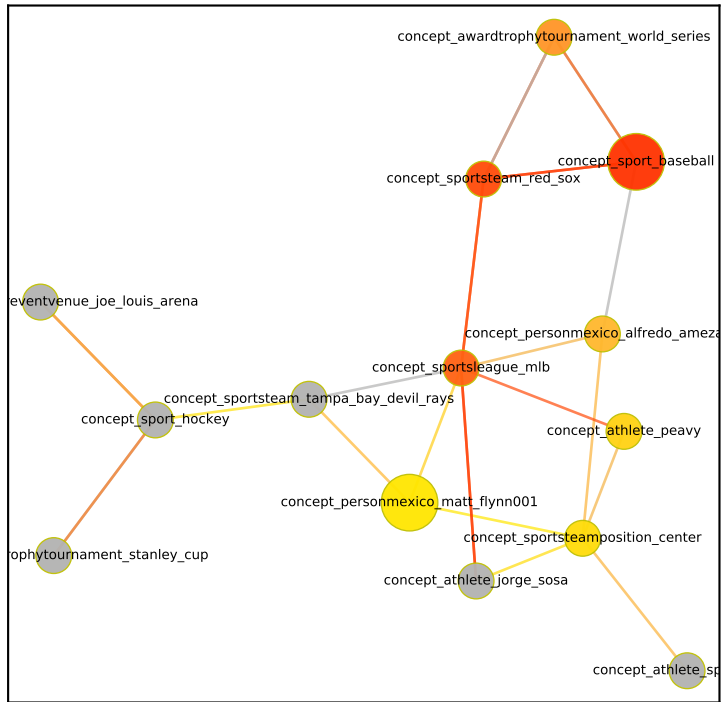 concept_awardtrophytournament_world_series
concept_sport_baseball
concept_sportsteam_red_sox
reventvenue_joe_louis_arena
concept_personmexico_alfredo_ameza
concept_sportsleague_mlb
concept_sportsteam_tampa_bay_devil_rays
concept_sport_hockey
concept_athlete_peavy
concept_personmexico_matt_flynn001
concept_sportsteamposition_center
rophytournament_stanley_cup
concept_athlete_jorge_sosa
concept_athlete_sp